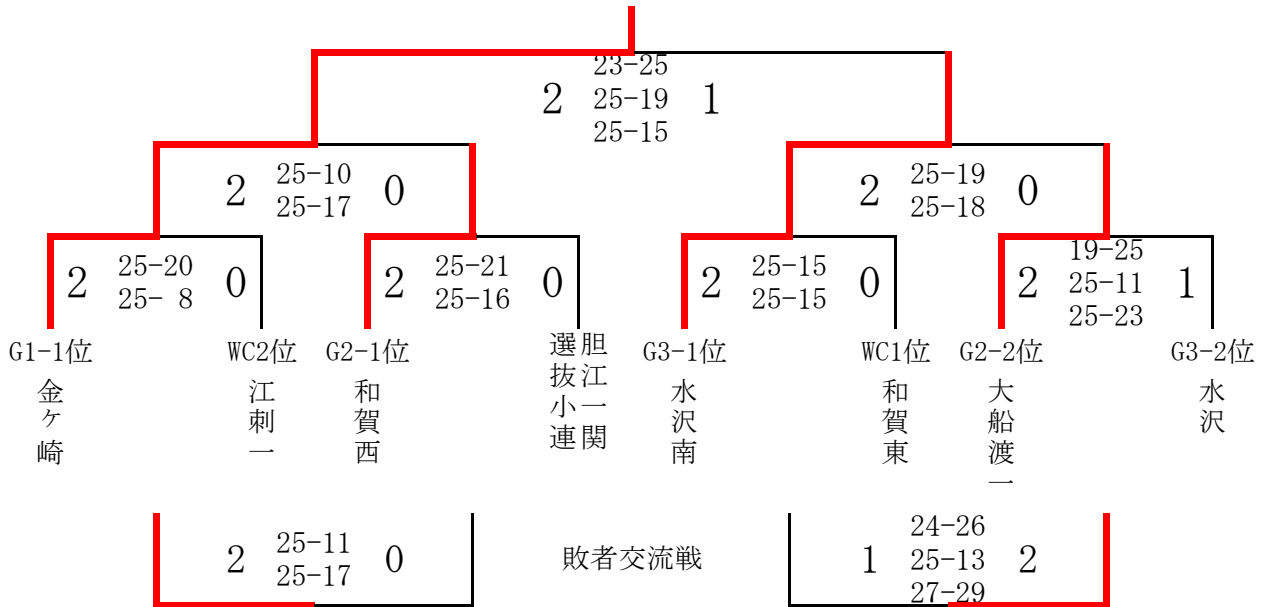 23-25
2 25-19 1
25-15
2 25-10 0
25-17
2 25-19 0
25-18
2 25-20 0
25- 8
2 25-21 0
25-16
2 25-15 0
25-15
19-25
2 25-11 1
25-23
G1-1位
WC2位
G2-1位
胆江一関
選抜小連
G3-1位
WC1位
G2-2位
G3-2位
金ケ崎
江刺一
和賀西
水沢南
和賀東
大船渡一
水沢
2 25-11 0
25-17
敗者交流戦
24-26
1 25-13 2
27-29